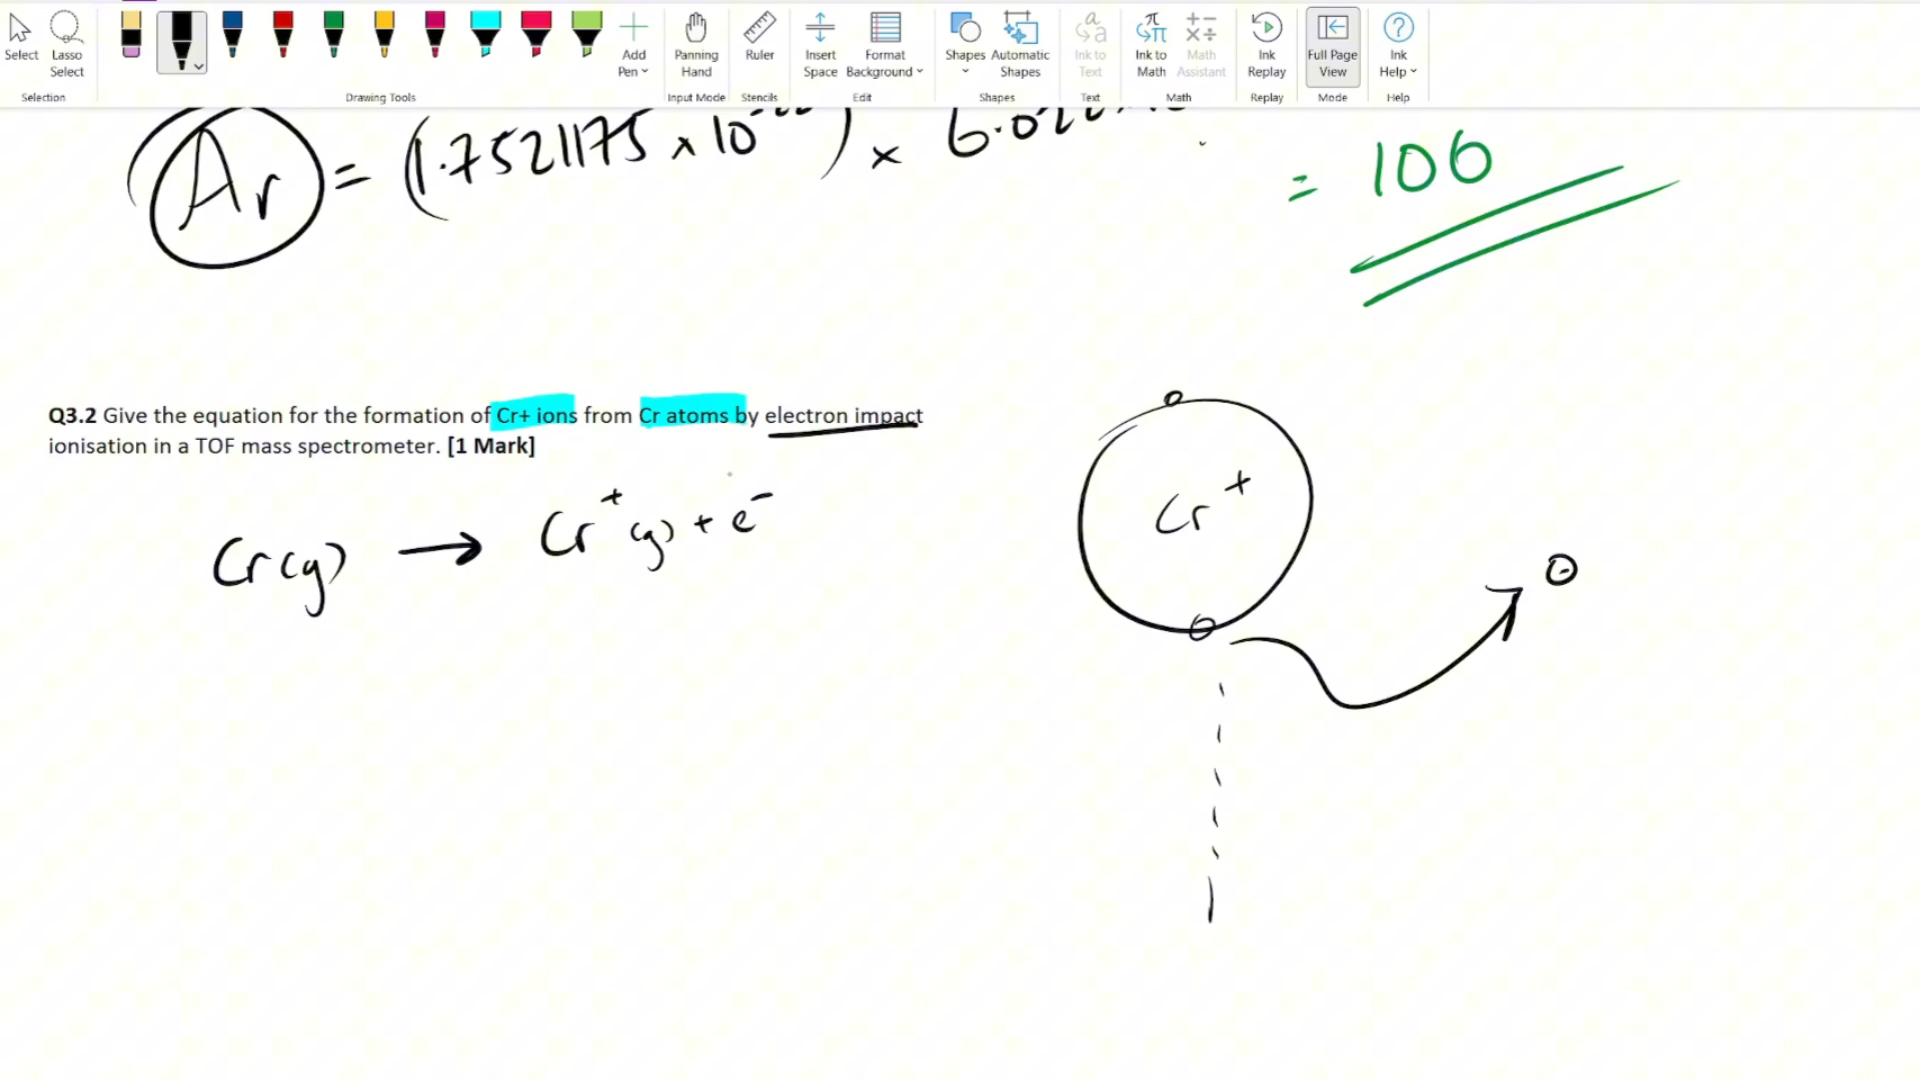 Select Lasso Select Add Pen Panning Hand Ruler Insert Space Format Background Shapes Automatic Shapes Ink to Text Ink to Math Math Assistant Ink Replay Full Page View Ink Help
Selection Drawing Tools Input Mode Stencils Edit Shapes Text Math Replay Mode Help
Ar = (1.7521175 × 10 ) × 6.02
= 106
Q3.2 Give the equation for the formation of Cr+ ions from Cr atoms by electron impact
ionisation in a TOF mass spectrometer. [1 Mark]
Cr(g) → Cr⁺(g) + e⁻
Cr⁺